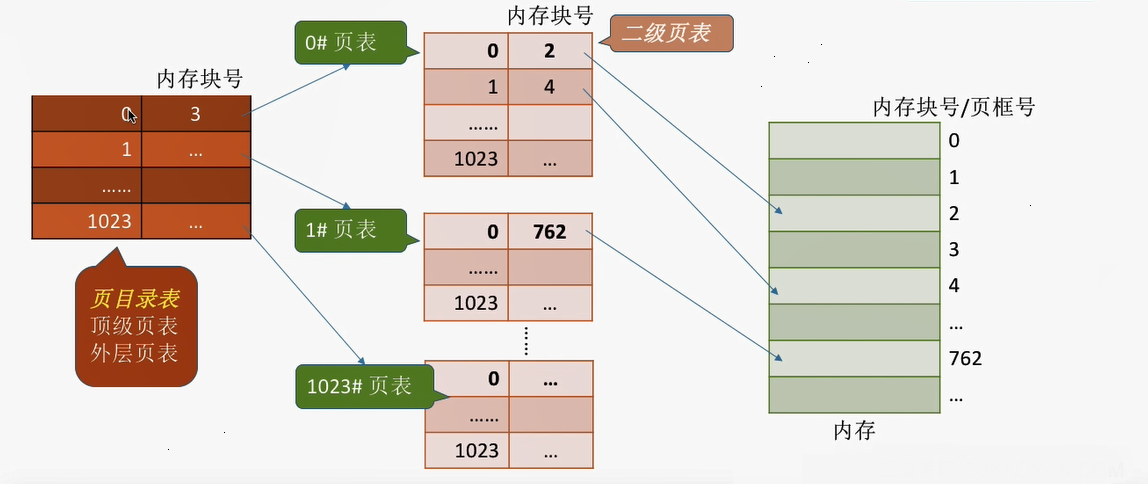 内存块号
0 3
1 ...
......
1023 ...
页目录表
顶级页表
外层页表
0# 页表
内存块号
二级页表
0 2
1 4
......
1023 ...
1# 页表
0 762
......
1023 ...
1023# 页表
0 ...
......
1023 ...
内存块号/页框号
0
1
2
3
4
...
762
...
内存